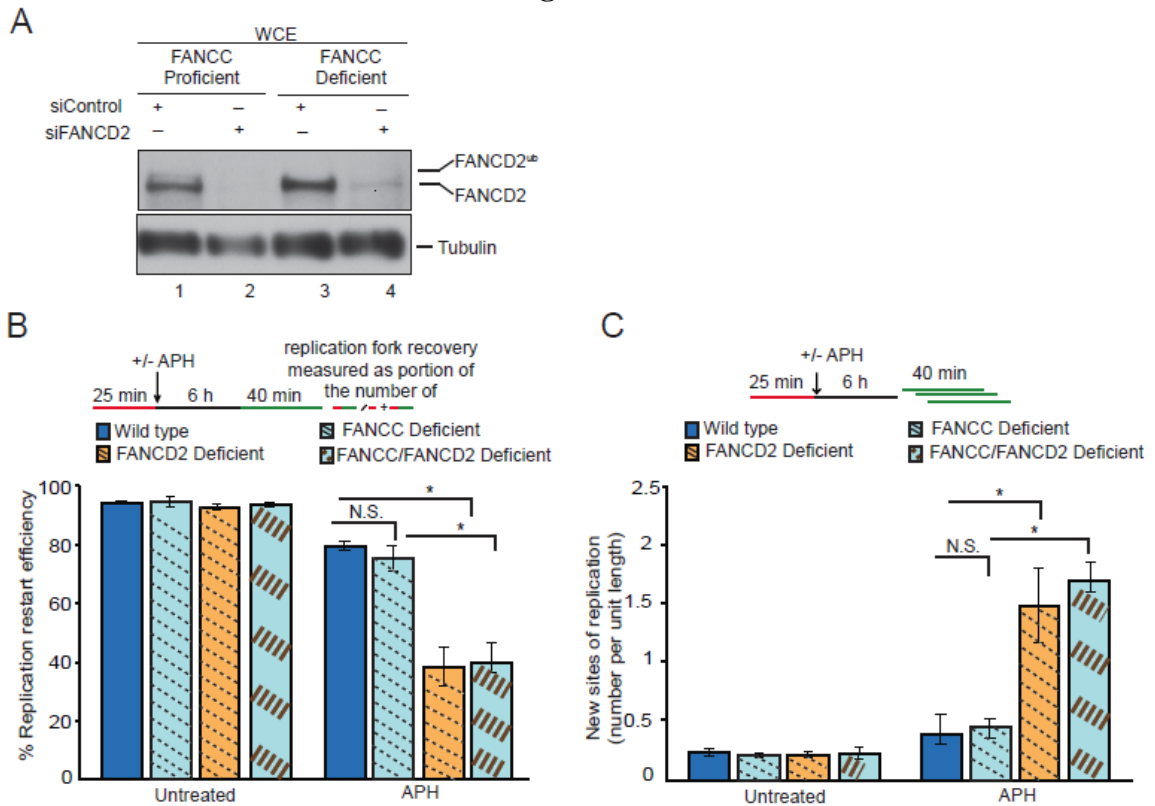 A
WCE
FANCC Proficient
FANCC Deficient
siControl + – + –
siFANCD2 – + – +
FANCD2ᵘᵇ
FANCD2
Tubulin
1 2 3 4
B
+/- APH
25 min 6 h 40 min
replication fork recovery
measured as portion of
the number of
+
Wild type
FANCC Deficient
FANCD2 Deficient
FANCC/FANCD2 Deficient
% Replication restart efficiency
100
80
60
40
20
0
N.S.
*
*
Untreated
APH
C
+/- APH
25 min 6 h
40 min
Wild type
FANCC Deficient
FANCD2 Deficient
FANCC/FANCD2 Deficient
New sites of replication
(number per unit length)
2.5
2
1.5
1
0.5
0
N.S.
*
*
Untreated
APH